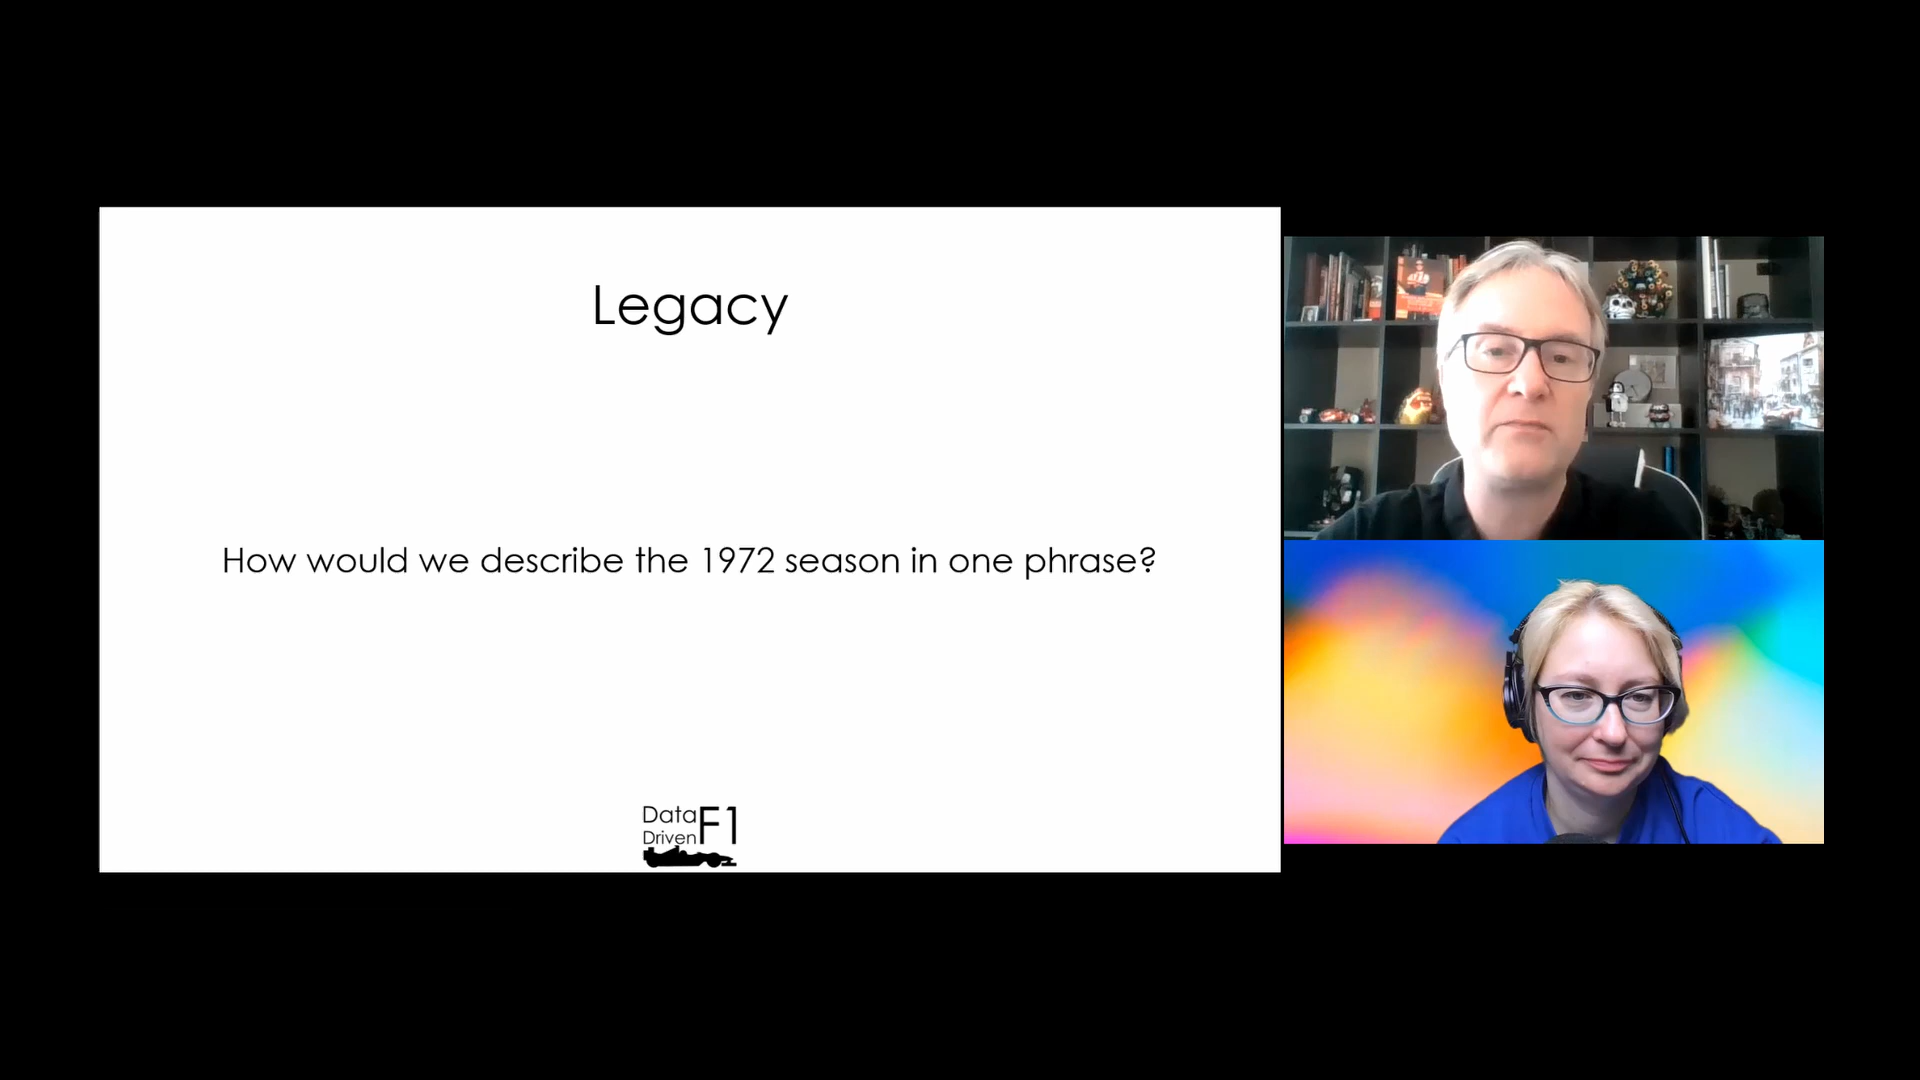 Legacy
How would we describe the 1972 season in one phrase?
Data
Driven
F1